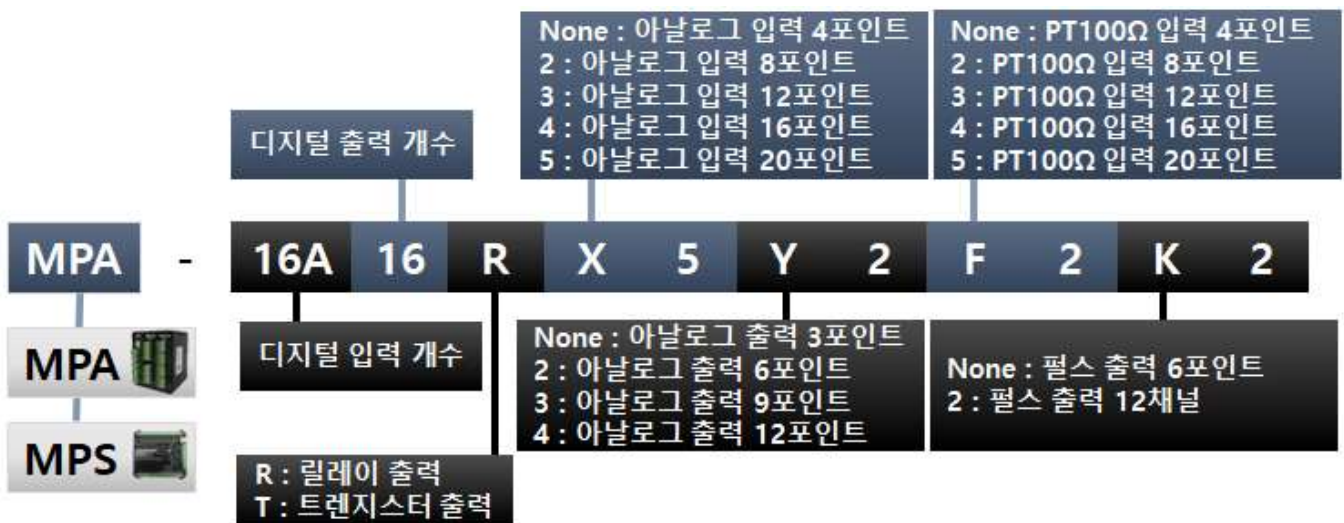 None : 아날로그 입력 4포인트
2 : 아날로그 입력 8포인트
3 : 아날로그 입력 12포인트
4 : 아날로그 입력 16포인트
5 : 아날로그 입력 20포인트
None : PT100Ω 입력 4포인트
2 : PT100Ω 입력 8포인트
3 : PT100Ω 입력 12포인트
4 : PT100Ω 입력 16포인트
5 : PT100Ω 입력 20포인트
디지털 출력 개수
MPA - 16A 16 R X 5 Y 2 F 2 K 2
MPA
MPS
디지털 입력 개수
None : 아날로그 출력 3포인트
2 : 아날로그 출력 6포인트
3 : 아날로그 출력 9포인트
4 : 아날로그 출력 12포인트
None : 펄스 출력 6포인트
2 : 펄스 출력 12채널
R : 릴레이 출력
T : 트렌지스터 출력